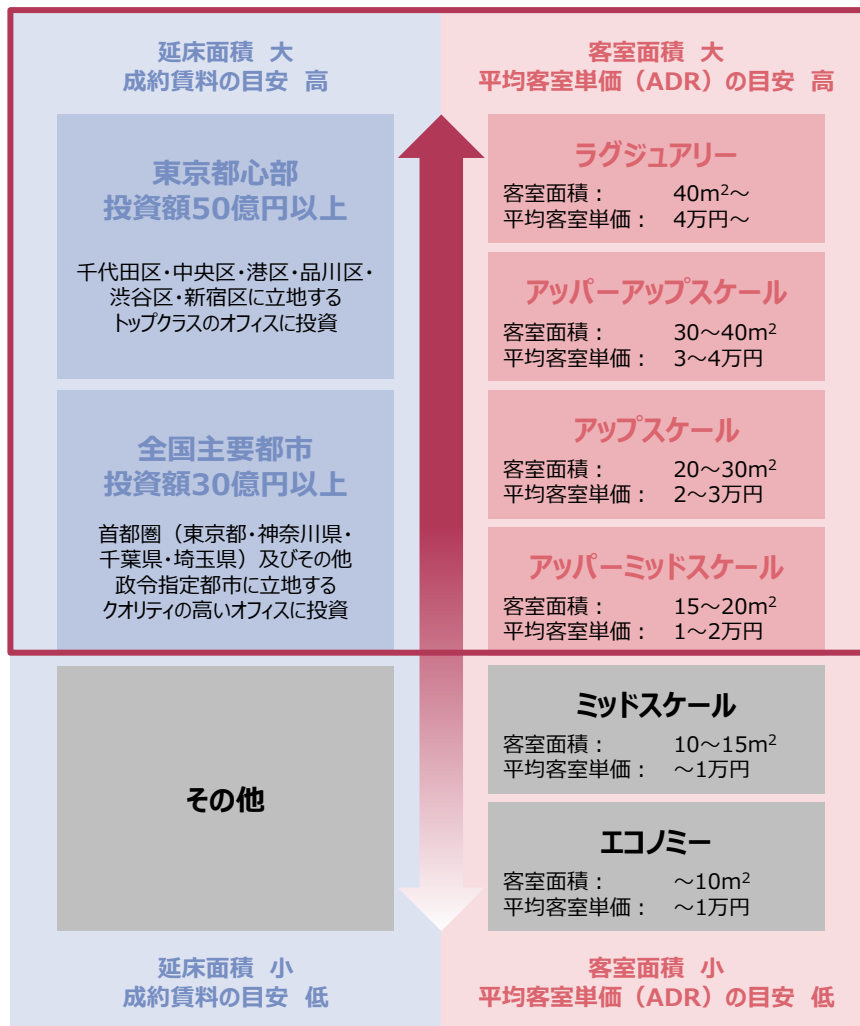 延床面積 大
成約賃料の目安 高
東京都心部
投資額50億円以上
千代田区・中央区・港区・品川区・
渋谷区・新宿区に立地する
トップクラスのオフィスに投資
全国主要都市
投資額30億円以上
首都圏(東京都・神奈川県・
千葉県・埼玉県)及びその他
政令指定都市に立地する
クオリティの高いオフィスに投資
その他
延床面積 小
成約賃料の目安 低
客室面積 大
平均客室単価(ADR)の目安 高
ラグジュアリー
客室面積: 40m²~
平均客室単価: 4万円~
アッパーアップスケール
客室面積: 30~40m²
平均客室単価: 3~4万円
アップスケール
客室面積: 20~30m²
平均客室単価: 2~3万円
アッパーミッドスケール
客室面積: 15~20m²
平均客室単価: 1~2万円
ミッドスケール
客室面積: 10~15m²
平均客室単価: ~1万円
エコノミー
客室面積: ~10m²
平均客室単価: ~1万円
客室面積 小
平均客室単価(ADR)の目安 低